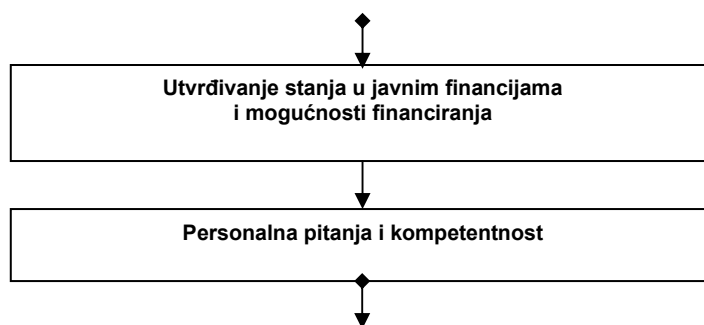 Utvrđivanje stanja u javnim financijama
i mogućnosti financiranja
Personalna pitanja i kompetentnost